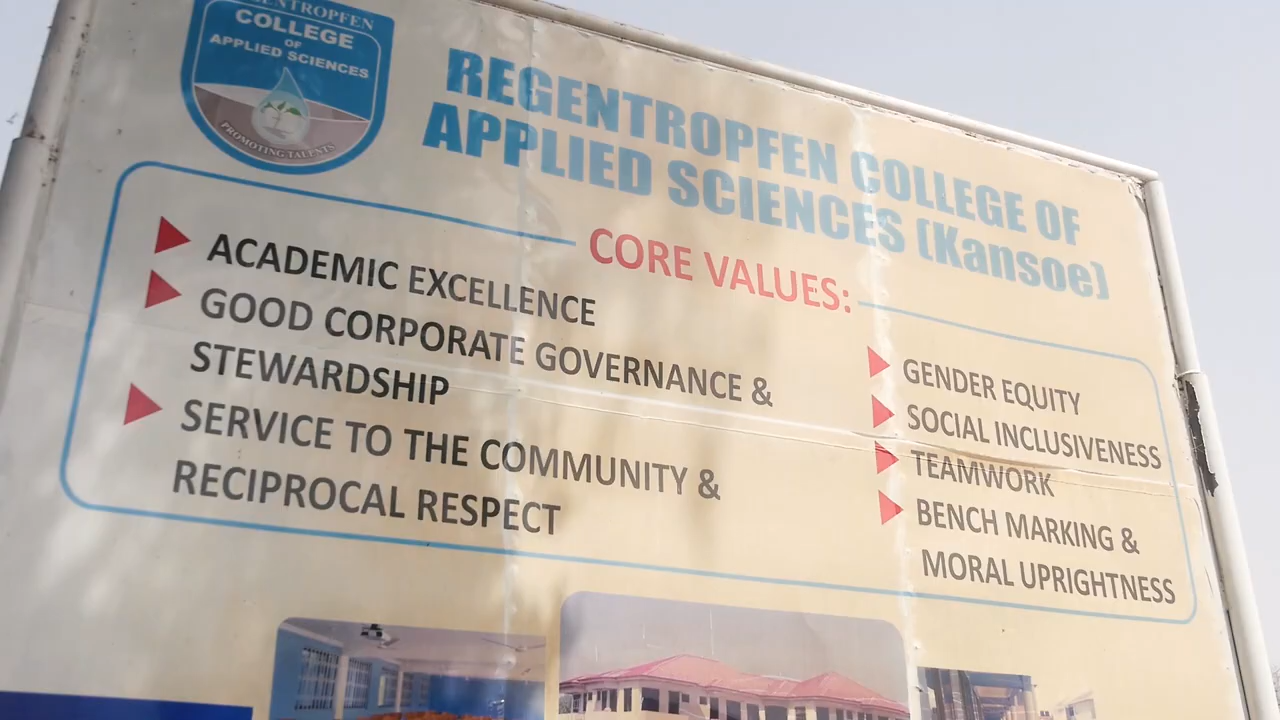 COLLEGE
OF
APPLIED SCIENCES
PROMOTING TALENTS
REGENTROPFEN COLLEGE OF
APPLIED SCIENCES (Kansoe)
CORE VALUES:
ACADEMIC EXCELLENCE
GOOD CORPORATE GOVERNANCE &
STEWARDSHIP
SERVICE TO THE COMMUNITY &
RECIPROCAL RESPECT
GENDER EQUITY
SOCIAL INCLUSIVENESS
TEAMWORK
BENCH MARKING &
MORAL UPRIGHTNESS